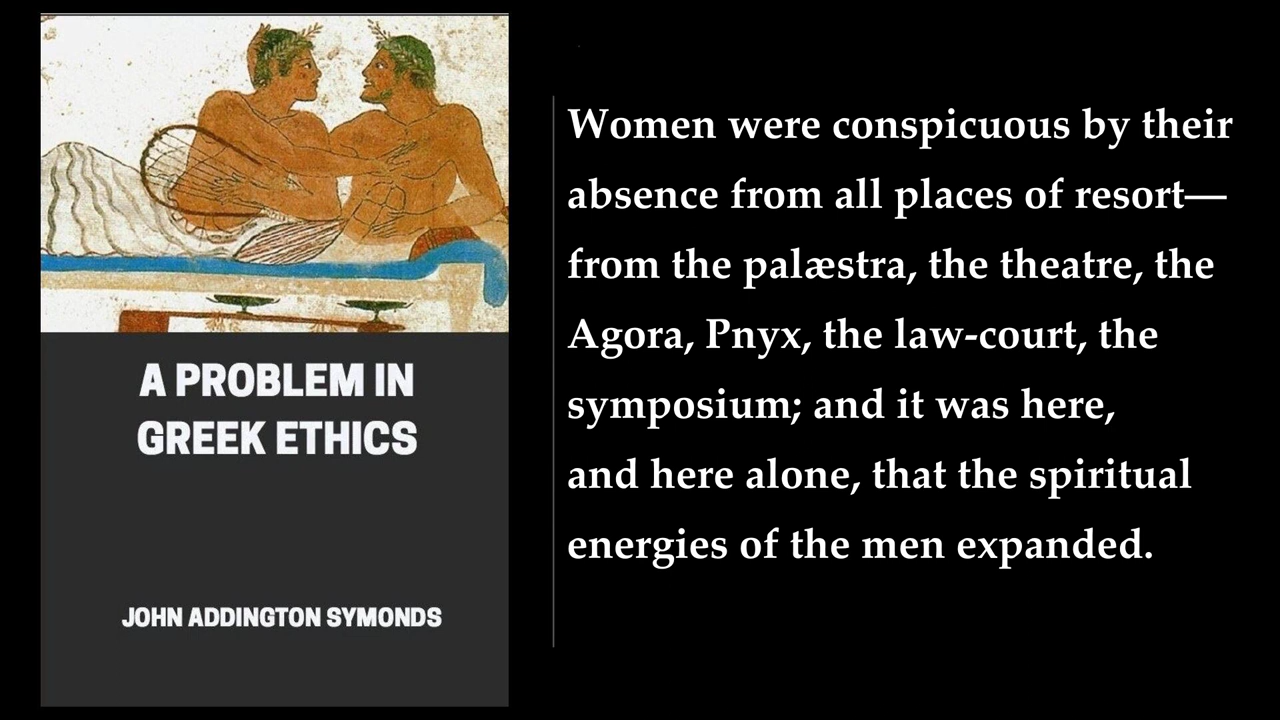 A PROBLEM IN
GREEK ETHICS
JOHN ADDINGTON SYMONDS
Women were conspicuous by their
absence from all places of resort—
from the palæstra, the theatre, the
Agora, Pnyx, the law-court, the
symposium; and it was here,
and here alone, that the spiritual
energies of the men expanded.